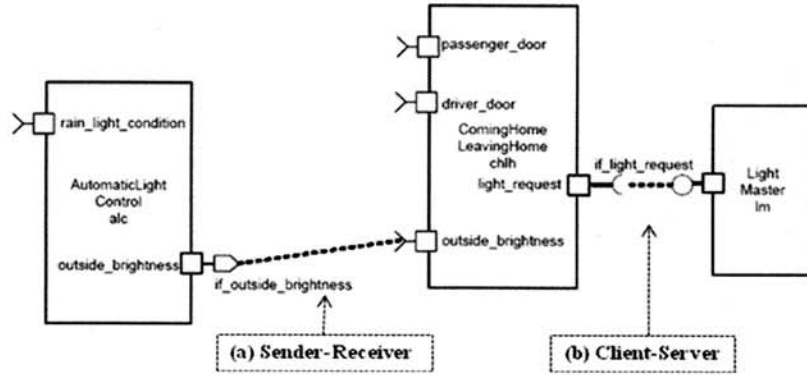 passenger_door
rain_light_condition
driver_door
ComingHome
LeavingHome
chlh
if_light_request
light_request
Light
Master
lm
AutomaticLight
Control
alc
outside_brightness
outside_brightness
if_outside_brightness
(a) Sender-Receiver
(b) Client-Server